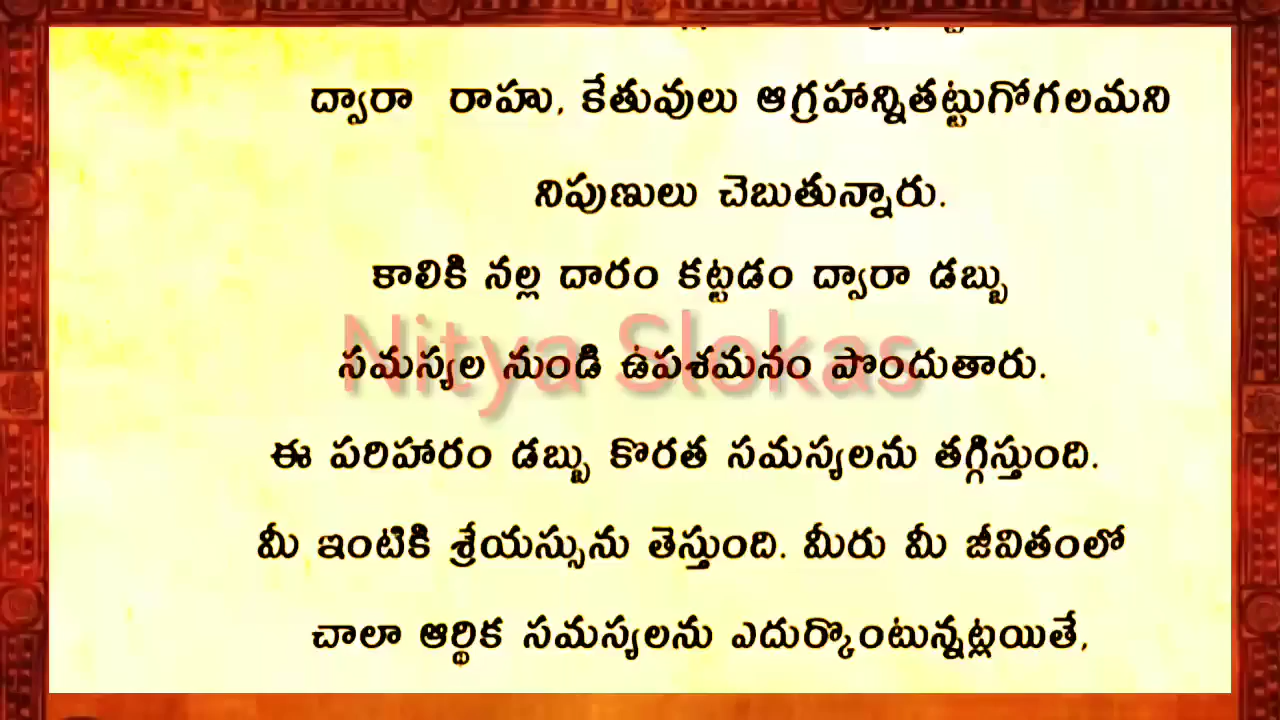 ద్వారా రాహు, కేతువులు ఆగ్రహాన్నితట్టుగోగలమని
నిపుణులు చెబుతున్నారు.
కాలికి నల్ల దారం కట్టడం ద్వారా డబ్బు
Nitya Slokas
సమస్యల నుండి ఉపశమనం పొందుతారు.
ఈ పరిహారం డబ్బు కొరత సమస్యలను తగ్గిస్తుంది.
మీ ఇంటికి శ్రేయస్సును తెస్తుంది. మీరు మీ జీవితంలో
చాలా ఆర్థిక సమస్యలను ఎదుర్కొంటున్నట్లయితే,